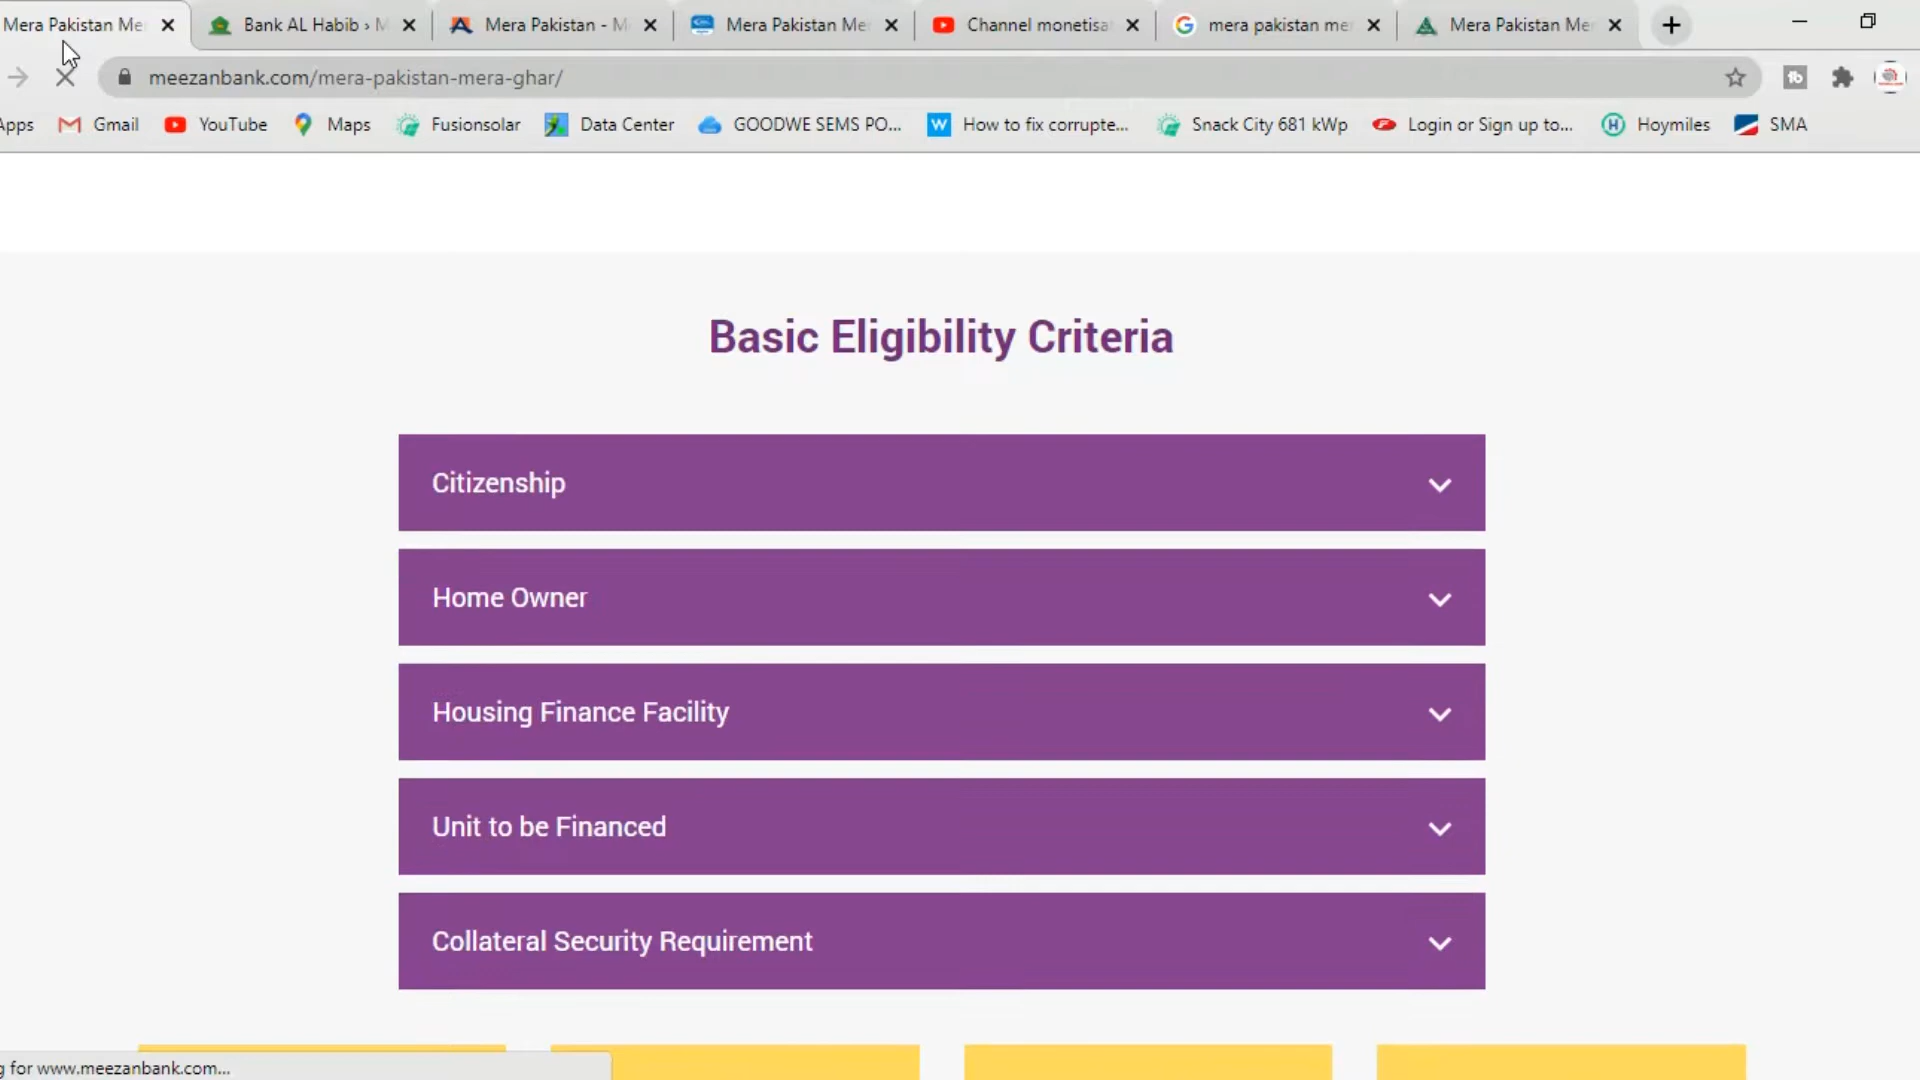 Mera Pakistan Me
Bank AL Habib › M
Mera Pakistan - M
Mera Pakistan Me
Channel monetisa
mera pakistan me
Mera Pakistan Me
meezanbank.com/mera-pakistan-mera-ghar/
Apps
Gmail
YouTube
Maps
Fusionsolar
Data Center
GOODWE SEMS PO...
W How to fix corrupte...
Snack City 681 kWp
Login or Sign up to...
H Hoymiles
SMA
Basic Eligibility Criteria
Citizenship
Home Owner
Housing Finance Facility
Unit to be Financed
Collateral Security Requirement
g for www.meezanbank.com...